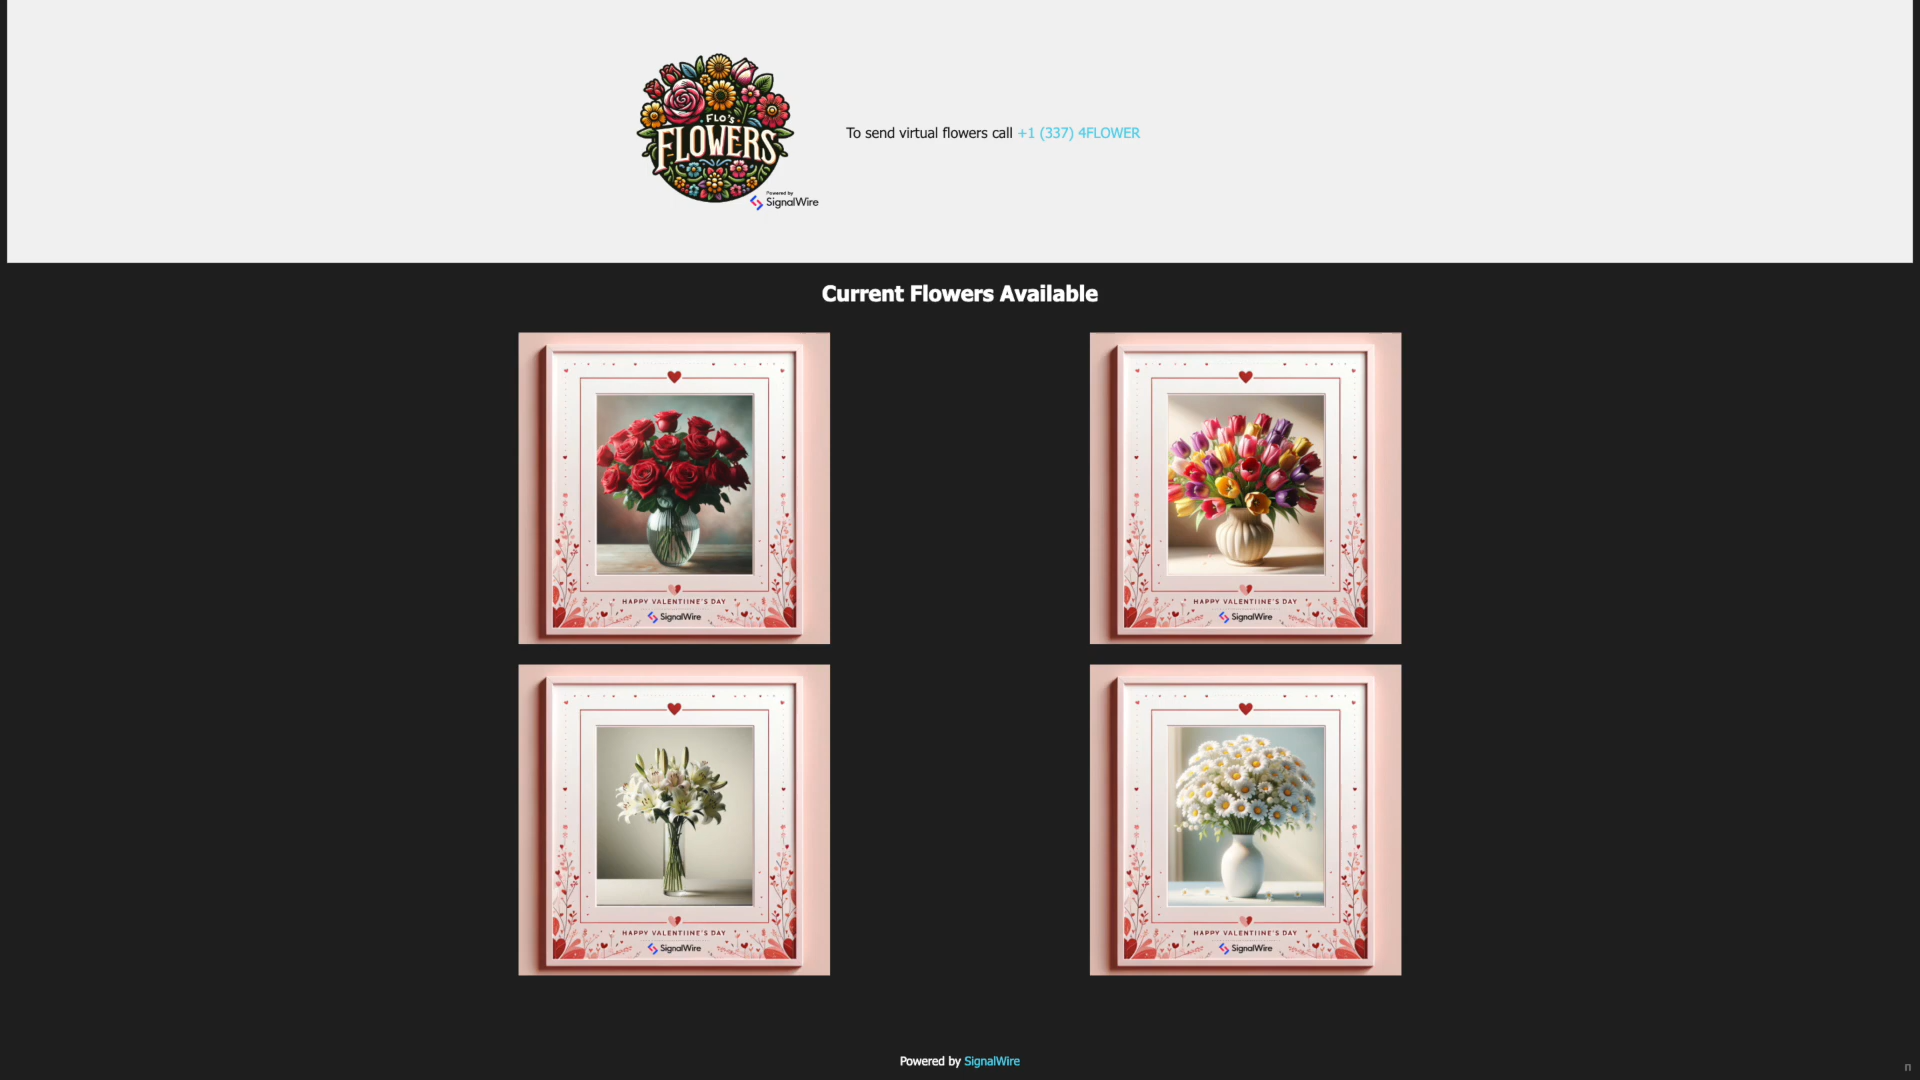 FLO'S
FLOWERS
Powered by
SignalWire
To send virtual flowers call +1 (337) 4FLOWER
Current Flowers Available
HAPPY VALENTIINE'S DAY
SignalWire
HAPPY VALENTIINE'S DAY
SignalWire
HAPPY VALENTIINE'S DAY
SignalWire
HAPPY VALENTIINE'S DAY
SignalWire
Powered by SignalWire